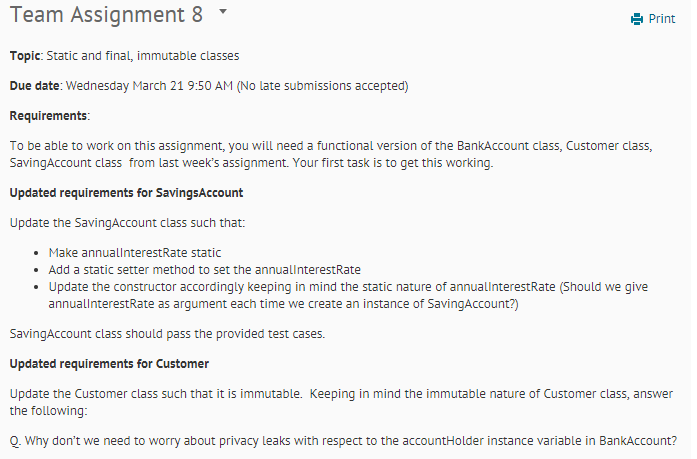 Team Assignment 8
Print
Topic: Static and final, immutable classes
Due date: Wednesday March 21 9:50 AM (No late submissions accepted)
Requirements:
To be able to work on this assignment, you will need a functional version of the BankAccount class, Customer class,
SavingAccount class from last week's assignment. Your first task is to get this working.
Updated requirements for SavingsAccount
Update the SavingAccount class such that:
• Make annualInterestRate static
• Add a static setter method to set the annualInterestRate
• Update the constructor accordingly keeping in mind the static nature of annualInterestRate (Should we give
annualInterestRate as argument each time we create an instance of SavingAccount?)
SavingAccount class should pass the provided test cases.
Updated requirements for Customer
Update the Customer class such that it is immutable. Keeping in mind the immutable nature of Customer class, answer
the following:
Q. Why don't we need to worry about privacy leaks with respect to the accountHolder instance variable in BankAccount?